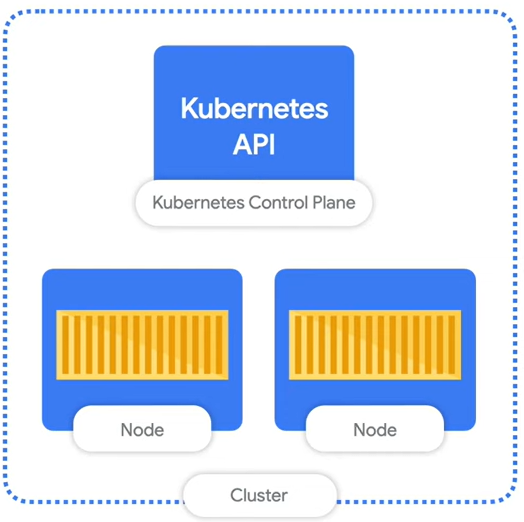 Kubernetes
API
Kubernetes Control Plane
Node
Node
Cluster